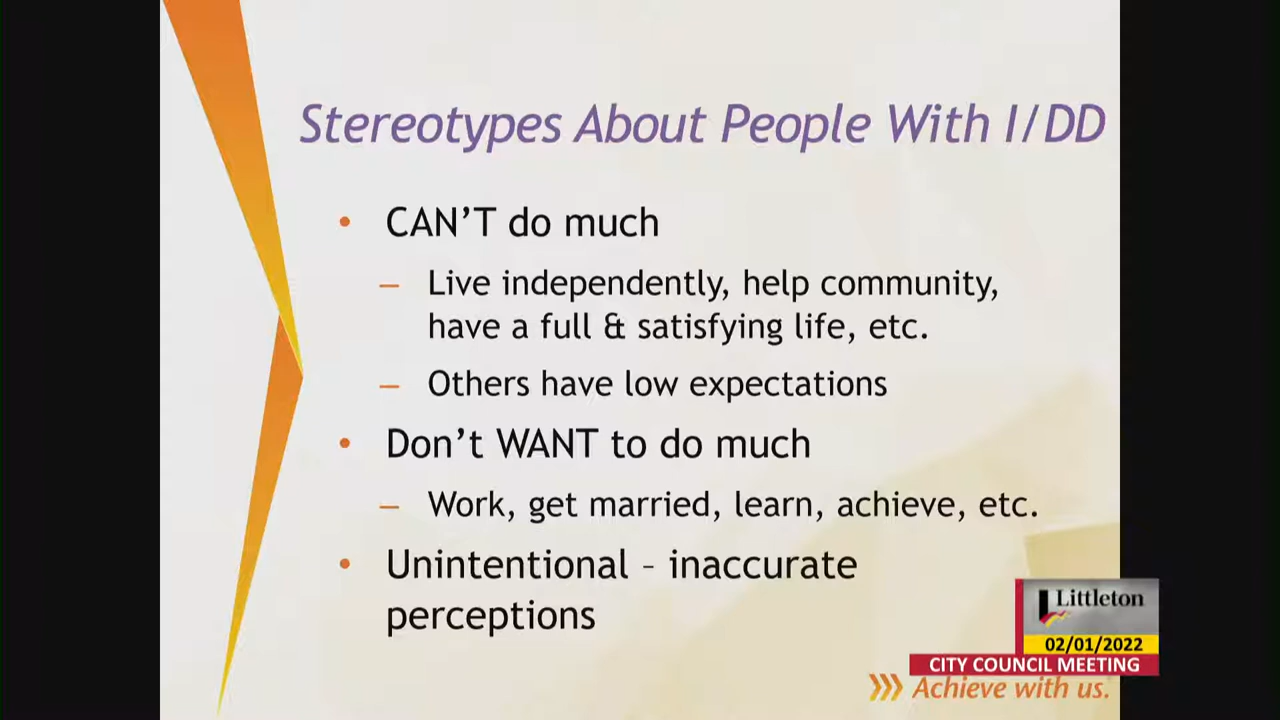 Stereotypes About People With I/DD
• CAN’T do much
– Live independently, help community,
have a full & satisfying life, etc.
– Others have low expectations
• Don’t WANT to do much
– Work, get married, learn, achieve, etc.
• Unintentional – inaccurate
perceptions
Littleton
02/01/2022
CITY COUNCIL MEETING
Achieve with us.